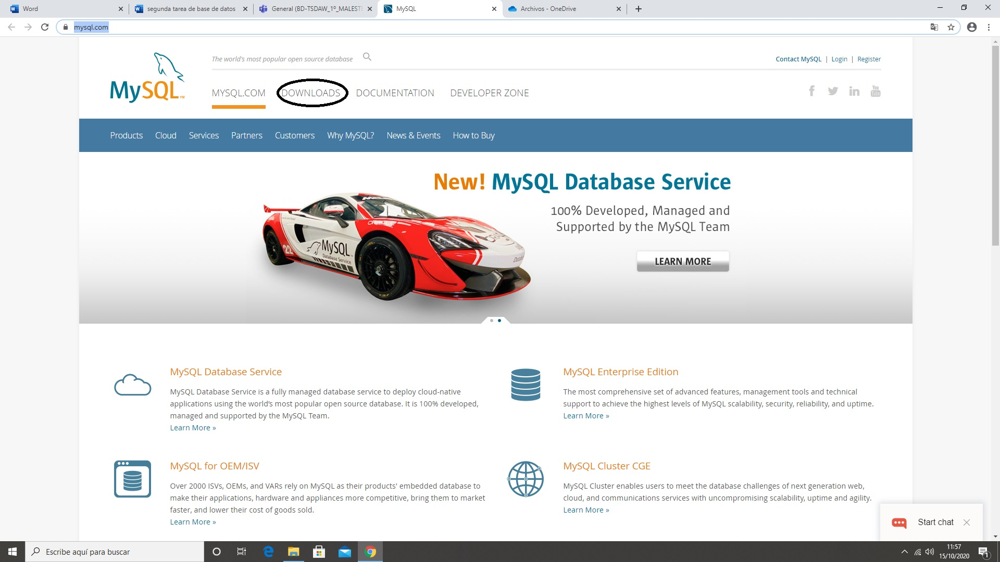 Word
segunda tarea de base de datos
General (BD-TSDAW_1º_MALESTE
MySQL
Archivos - OneDrive
mysql.com
MySQL™
The world's most popular open source database
Contact MySQL | Login | Register
MYSQL.COM DOWNLOADS DOCUMENTATION DEVELOPER ZONE
f in You Tube
Products Cloud Services Partners Customers Why MySQL? News & Events How to Buy
New! MySQL Database Service
100% Developed, Managed and
Supported by the MySQL Team
LEARN MORE
ORACLE
22
MySQL
Database Service
MySQL Database Service
MySQL Database Service is a fully managed database service to deploy cloud-native
applications using the world's most popular open source database. It is 100% developed,
managed and supported by the MySQL Team.
Learn More »
MySQL Enterprise Edition
The most comprehensive set of advanced features, management tools and technical
support to achieve the highest levels of MySQL scalability, security, reliability, and uptime.
Learn More »
MySQL for OEM/ISV
Over 2000 ISVs, OEMs, and VARs rely on MySQL as their products' embedded database to
make their applications, hardware and appliances more competitive, bring them to market
faster, and lower their cost of goods sold.
Learn More »
MySQL Cluster CGE
MySQL Cluster enables users to meet the database challenges of next generation web,
cloud, and communications services with uncompromising scalability, uptime and agility.
Learn More »
Start chat
Escribe aquí para buscar
11:57
15/10/2020
1